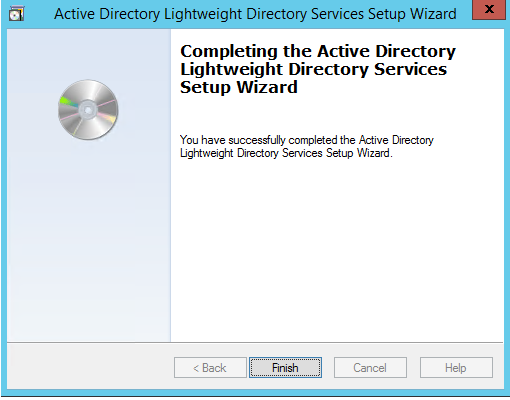 Active Directory Lightweight Directory Services Setup Wizard
x
Completing the Active Directory
Lightweight Directory Services
Setup Wizard
You have successfully completed the Active Directory
Lightweight Directory Services Setup Wizard.
< Back
Finish
Cancel
Help